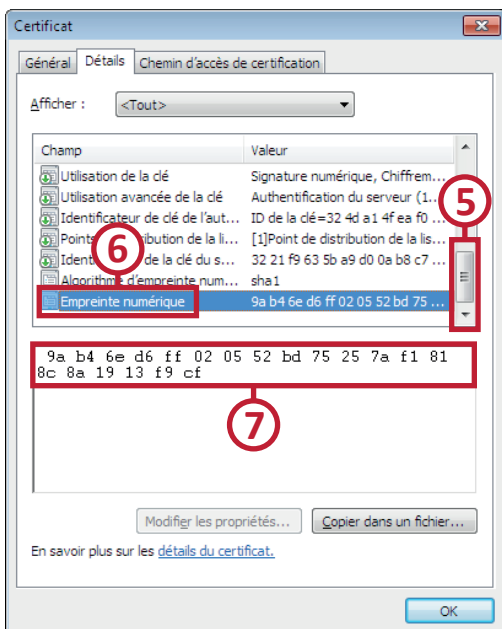 Certificat
Général Détails Chemin d'accès de certification
Afficher : <Tout>
Champ Valeur
Utilisation de la clé Signature numérique, Chiffrem...
Utilisation avancée de la clé Authentification du serveur (1...
Identificateur de clé de l'aut... ID de la clé=32 4d a1 4f ea f0 ...
5
Points bution de la li... [1]Point de distribution de la lis...
6
Ident de la clé du s... 32 21 f9 63 5b a9 d0 0a b8 c7 ...
Algorithme d'empreinte num... sha1
Empreinte numérique 9a b4 6e d6 ff 02 05 52 bd 75 ...
9a b4 6e d6 ff 02 05 52 bd 75 25 7a f1 81
8c 8a 19 13 f9 cf
7
Modifier les propriétés... Copier dans un fichier...
En savoir plus sur les détails du certificat.
OK